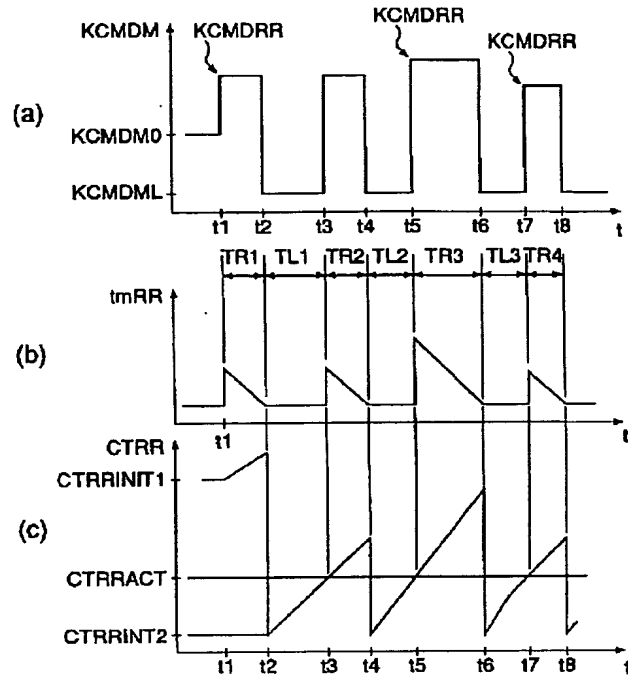 KCMDM
KCMDRR
KCMDRR
KCMDRR
(a)
KCMDM0
KCMDML
t1 t2 t3 t4 t5 t6 t7 t8 t
TR1 TL1 TR2 TL2 TR3 TL3 TR4
tmRR
(b)
t1 t
CTRR
CTRRINIT1
(c)
CTRRACT
CTRRINT2
t1 t2 t3 t4 t5 t6 t7 t8 t